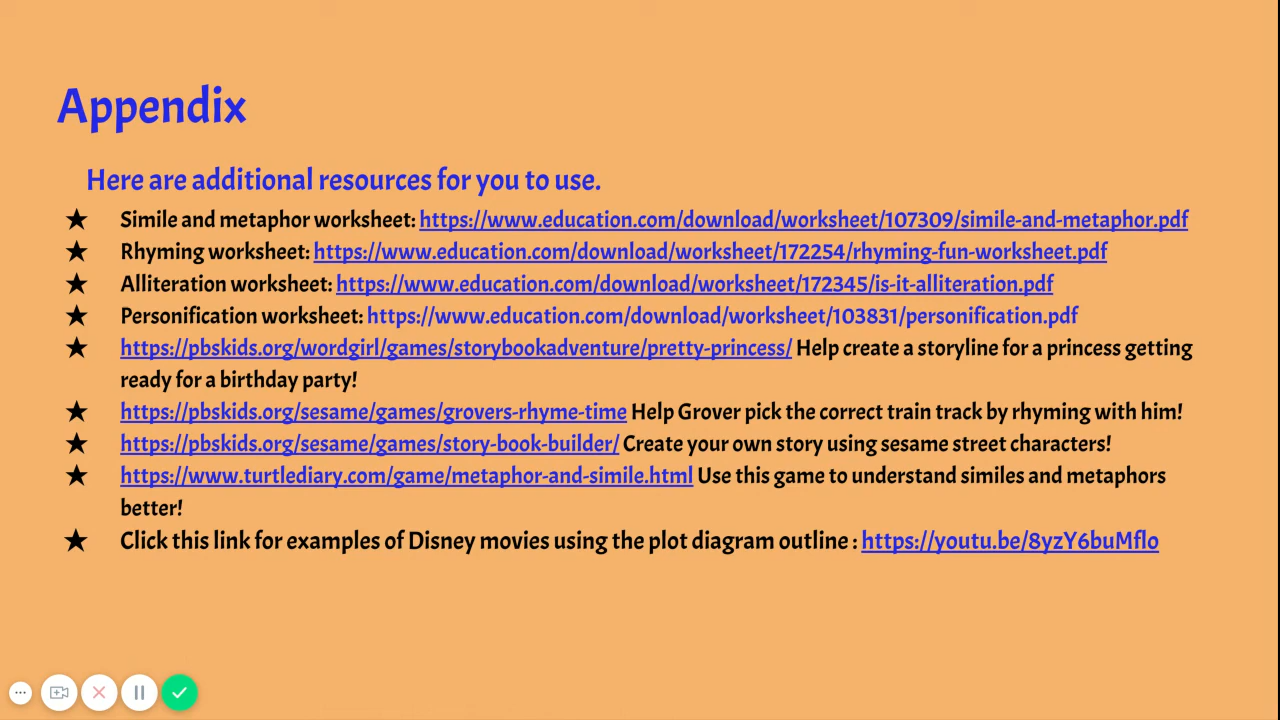 Appendix
Here are additional resources for you to use.
★ Simile and metaphor worksheet: https://www.education.com/download/worksheet/107309/simile-and-metaphor.pdf
★ Rhyming worksheet: https://www.education.com/download/worksheet/172254/rhyming-fun-worksheet.pdf
★ Alliteration worksheet: https://www.education.com/download/worksheet/172345/is-it-alliteration.pdf
★ Personification worksheet: https://www.education.com/download/worksheet/103831/personification.pdf
★ https://pbskids.org/wordgirl/games/storybookadventure/pretty-princess/ Help create a storyline for a princess getting
ready for a birthday party!
★ https://pbskids.org/sesame/games/grovers-rhyme-time Help Grover pick the correct train track by rhyming with him!
★ https://pbskids.org/sesame/games/story-book-builder/ Create your own story using sesame street characters!
★ https://www.turtlediary.com/game/metaphor-and-simile.html Use this game to understand similes and metaphors
better!
★ Click this link for examples of Disney movies using the plot diagram outline : https://youtu.be/8yzY6buMflo